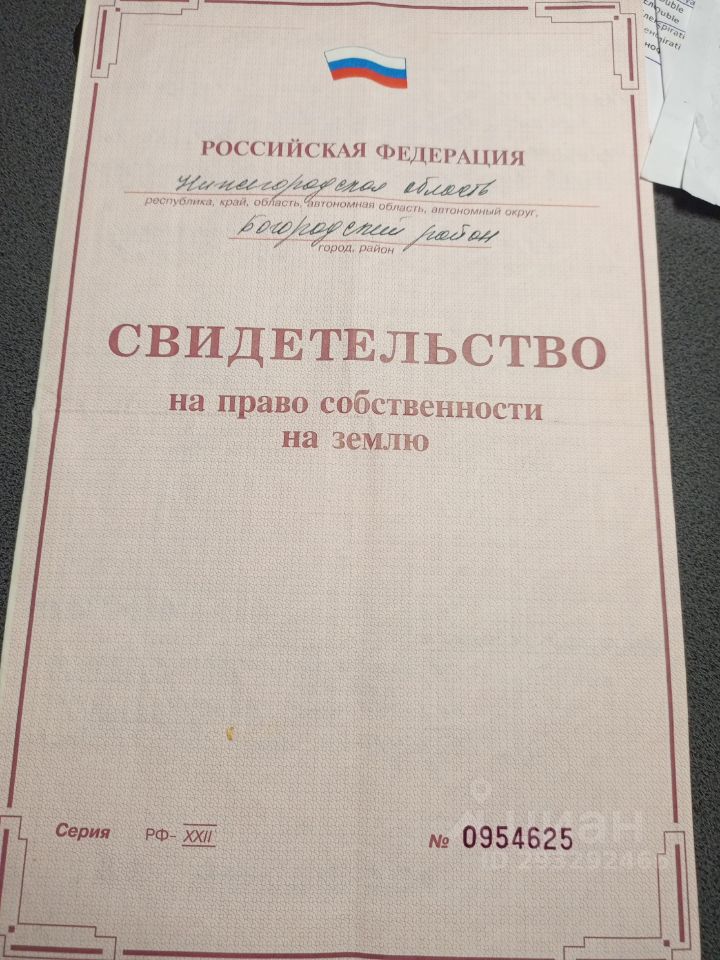 РОССИЙСКАЯ ФЕДЕРАЦИЯ
Нижегородская область
республика, край, область, автономная область, автономный округ,
Богородский район
город, район
СВИДЕТЕЛЬСТВО
на право собственности
на землю
Серия РФ- XXII
№ 0954625
циан